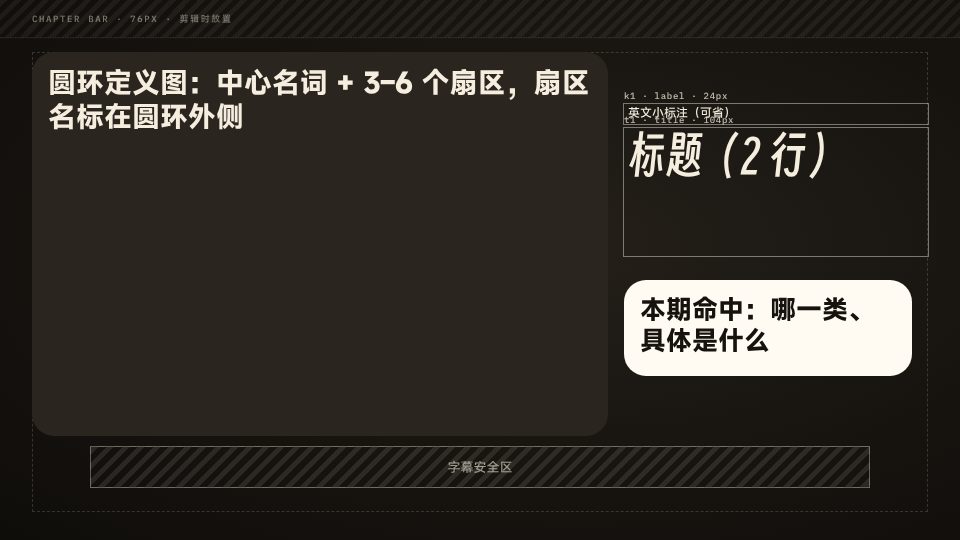 CHAPTER BAR · 76PX · 剪辑时放置
圆环定义图：中心名词 + 3–6 个扇区，扇区
名标在圆环外侧
k1 · label · 24px
英文小标注（可省）
t1 · title · 104px
标题（2 行）
本期命中：哪一类、
具体是什么
字幕安全区